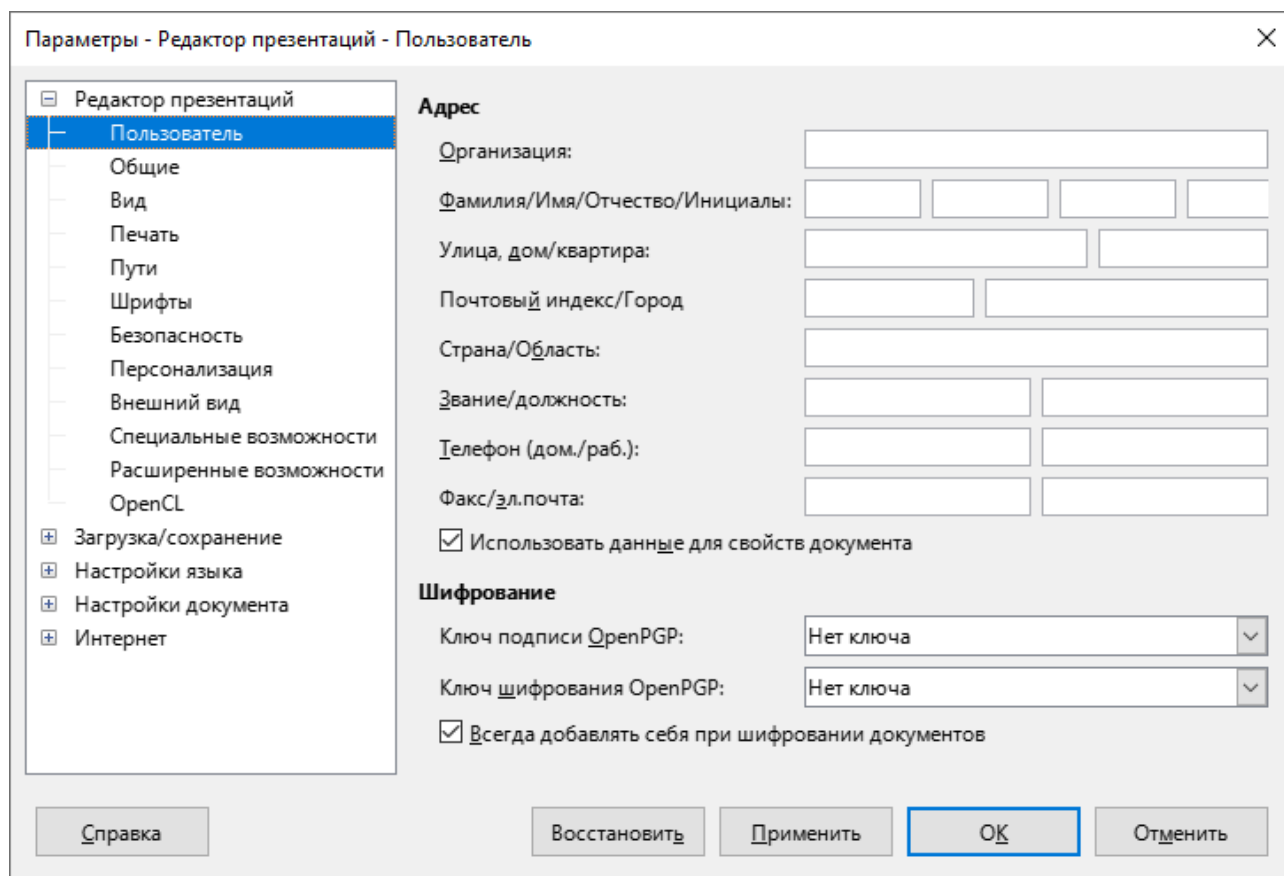 Параметры - Редактор презентаций - Пользователь
Редактор презентаций
Пользователь
Общие
Вид
Печать
Пути
Шрифты
Безопасность
Персонализация
Внешний вид
Специальные возможности
Расширенные возможности
OpenCL
Загрузка/сохранение
Настройки языка
Настройки документа
Интернет
Адрес
Организация:
Фамилия/Имя/Отчество/Инициалы:
Улица, дом/квартира:
Почтовый индекс/Город
Страна/Область:
Звание/должность:
Телефон (дом./раб.):
Факс/эл.почта:
Использовать данные для свойств документа
Шифрование
Ключ подписи OpenPGP: Нет ключа
Ключ шифрования OpenPGP: Нет ключа
Всегда добавлять себя при шифровании документов
Справка Восстановить Применить OK Отменить